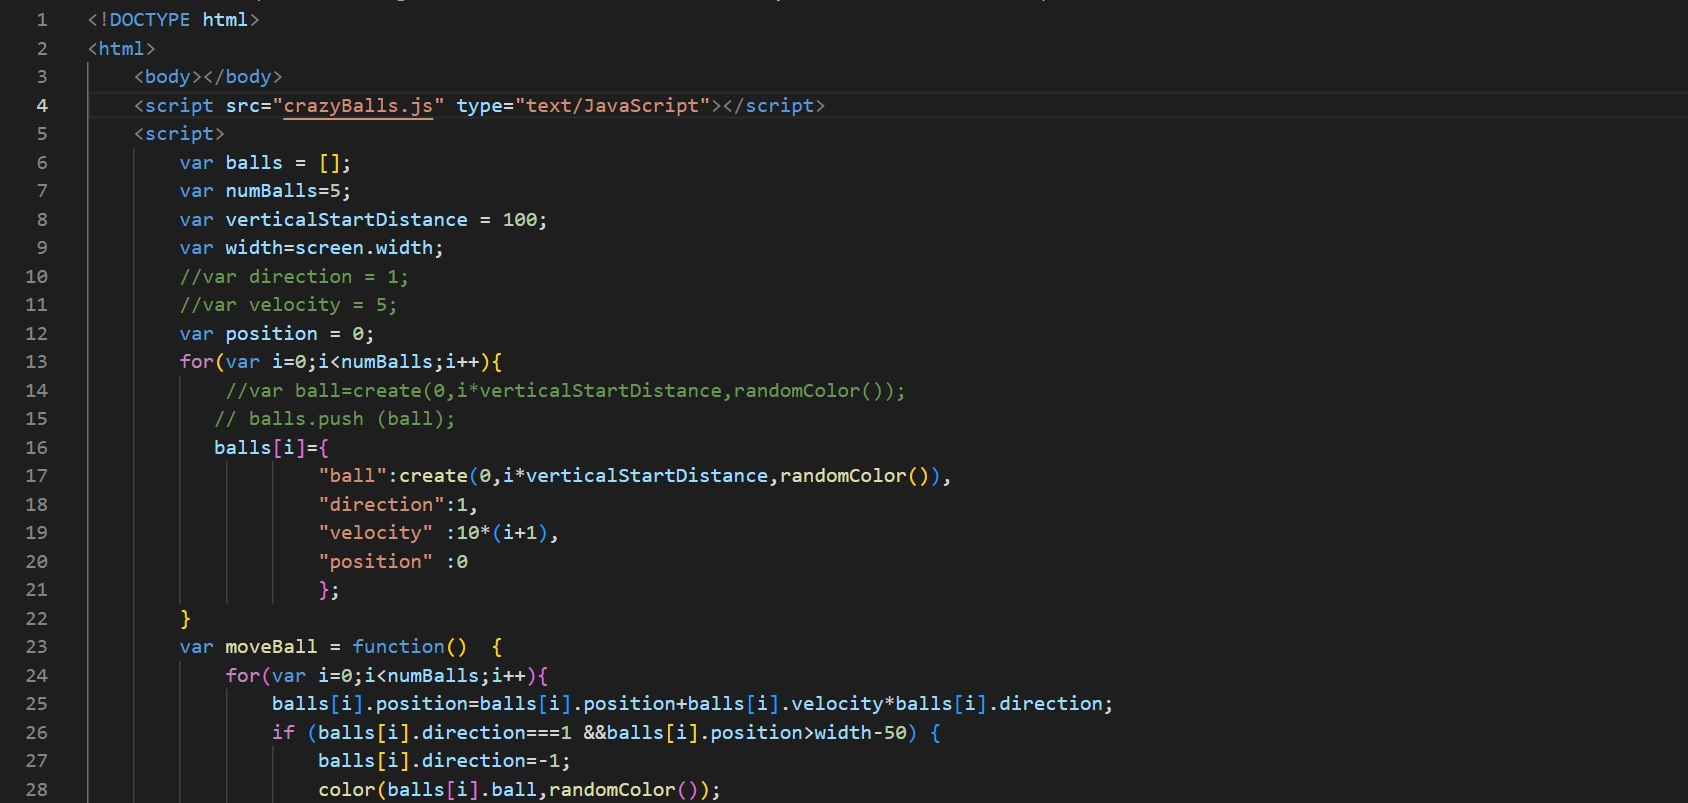 1 <!DOCTYPE html>
2 <html>
3     <body></body>
4     <script src="crazyBalls.js" type="text/JavaScript"></script>
5     <script>
6         var balls = [];
7         var numBalls=5;
8         var verticalStartDistance = 100;
9         var width=screen.width;
10         //var direction = 1;
11         //var velocity = 5;
12         var position = 0;
13         for(var i=0;i<numBalls;i++){
14             //var ball=create(0,i*verticalStartDistance,randomColor());
15            // balls.push (ball);
16            balls[i]={
17                     "ball":create(0,i*verticalStartDistance,randomColor()),
18                     "direction":1,
19                     "velocity" :10*(i+1),
20                     "position" :0
21                     };
22         }
23         var moveBall = function()  {
24             for(var i=0;i<numBalls;i++){
25                 balls[i].position=balls[i].position+balls[i].velocity*balls[i].direction;
26                 if (balls[i].direction===1 &&balls[i].position>width-50) {
27                     balls[i].direction=-1;
28                     color(balls[i].ball,randomColor());